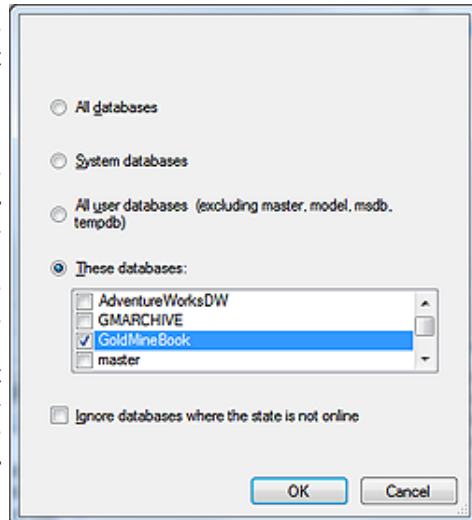 All databases
System databases
All user databases (excluding master, model, msdb,
tempdb)
These databases:
AdventureWorksDW
GMARCHIVE
GoldMineBook
master
Ignore databases where the state is not online
OK
Cancel